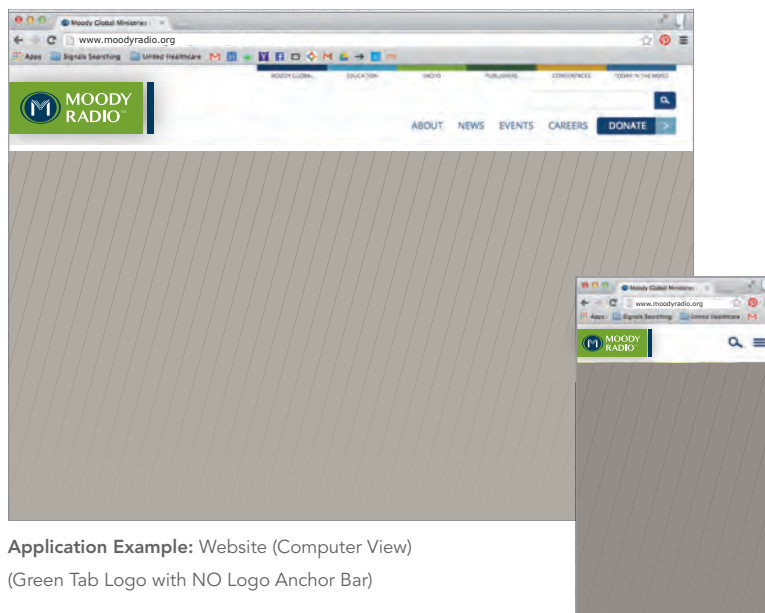 Moody Global Ministries
www.moodyradio.org
Apps Signals Searching United Healthcare
MOODY GLOBAL EDUCATION RADIO PUBLISHERS CONFERENCES TODAY IN THE WORD
MOODY
RADIO™
ABOUT NEWS EVENTS CAREERS DONATE >
Moody Global Ministries
www.moodyradio.org
Apps Signals Searching United Healthcare
MOODY
RADIO™
Application Example: Website (Computer View)
(Green Tab Logo with NO Logo Anchor Bar)